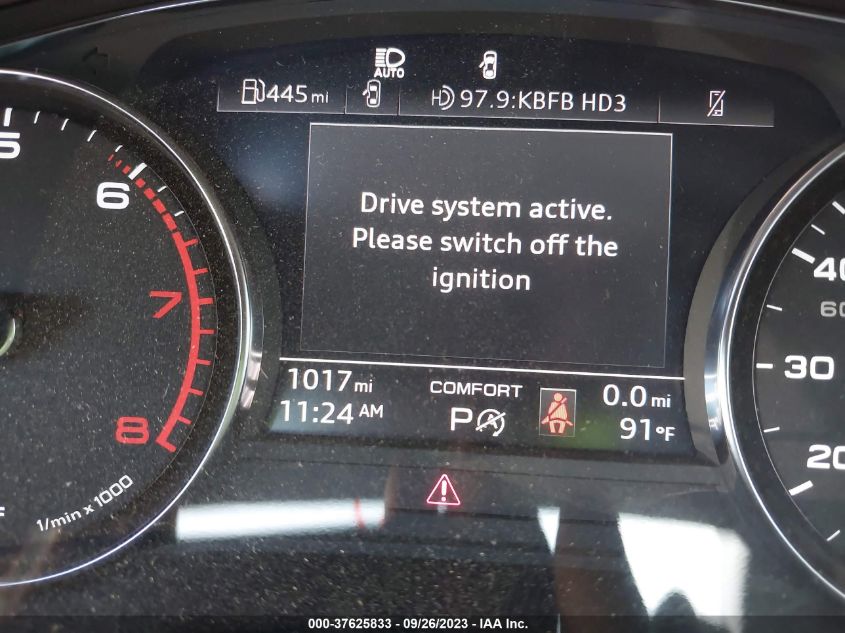 AUTO
445 mi
97.9:KBFB HD3
Drive system active.
Please switch off the
ignition
1017 mi
COMFORT
0.0 mi
11:24 AM
P
A
91°F
5
6
7
8
1/min x 1000
40
60
30
20
000-37625833 / 09/26/2023 - IAA Inc.